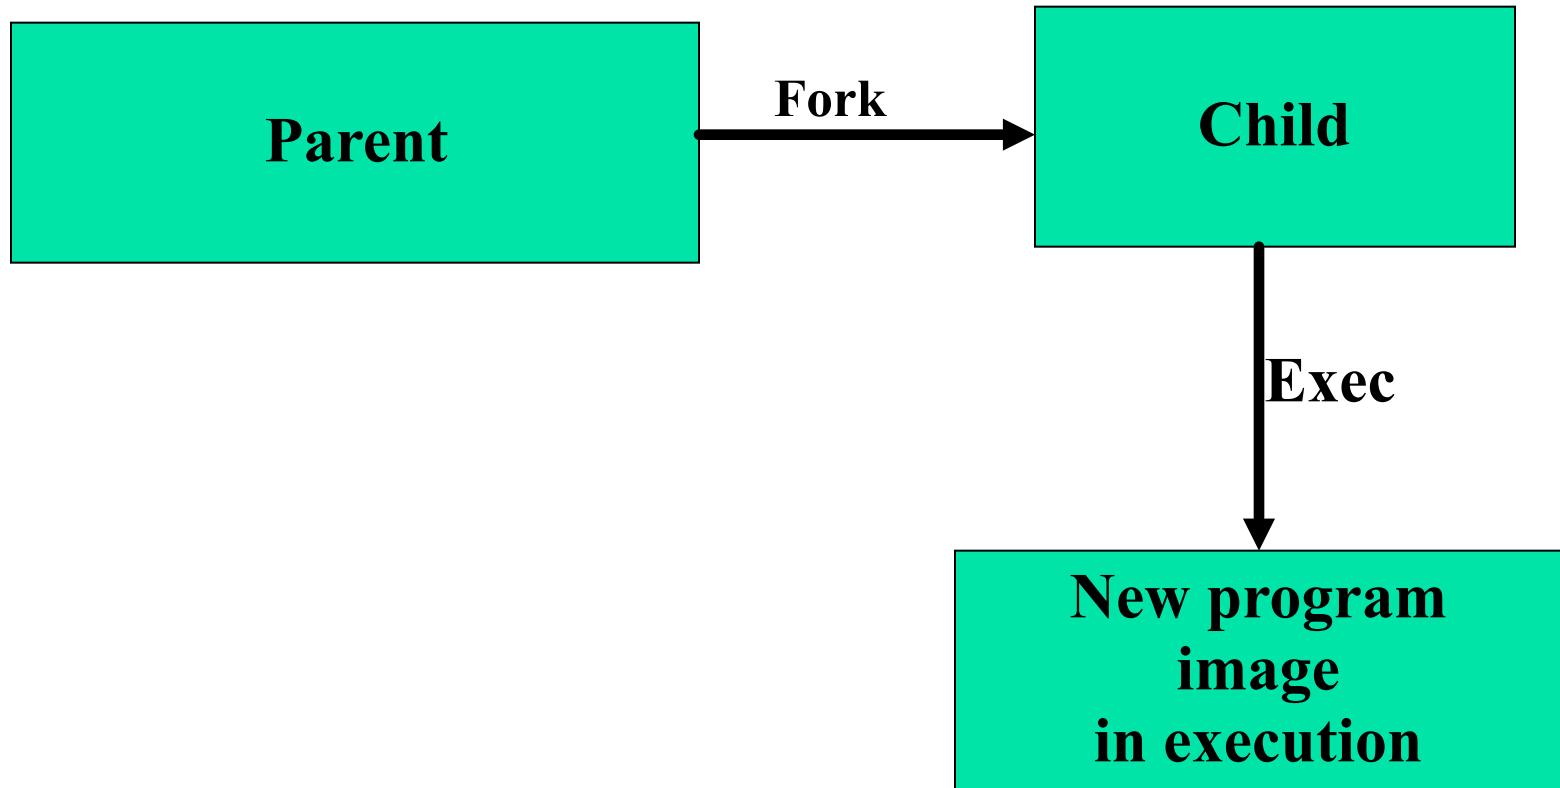 Parent
Fork
Child
Exec
New program
image
in execution